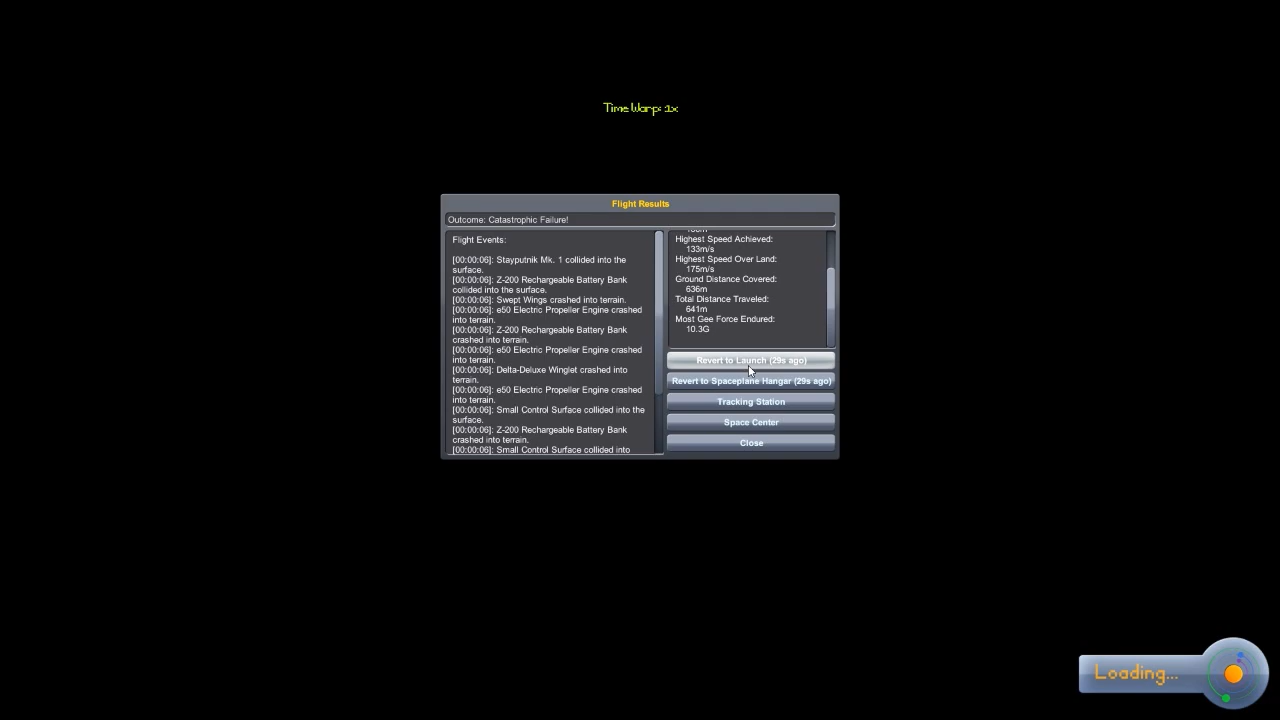 Time Warp: 1x
Flight Results
Outcome: Catastrophic Failure!
Flight Events:
[00:00:06]: Stayputnik Mk. 1 collided into the
surface.
[00:00:06]: Z-200 Rechargeable Battery Bank
collided into the surface.
[00:00:06]: Swept Wings crashed into terrain.
[00:00:06]: e50 Electric Propeller Engine crashed
into terrain.
[00:00:06]: Z-200 Rechargeable Battery Bank
crashed into terrain.
[00:00:06]: e50 Electric Propeller Engine crashed
into terrain.
[00:00:06]: Delta-Deluxe Winglet crashed into
terrain.
[00:00:06]: e50 Electric Propeller Engine crashed
into terrain.
[00:00:06]: Small Control Surface collided into the
surface.
[00:00:06]: Z-200 Rechargeable Battery Bank
crashed into terrain.
[00:00:06]: Small Control Surface collided into
Highest Speed Achieved:
133m/s
Highest Speed Over Land:
175m/s
Ground Distance Covered:
636m
Total Distance Traveled:
641m
Most Gee Force Endured:
10.3G
Revert to Launch (29s ago)
Revert to Spaceplane Hangar (29s ago)
Tracking Station
Space Center
Close
Loading...